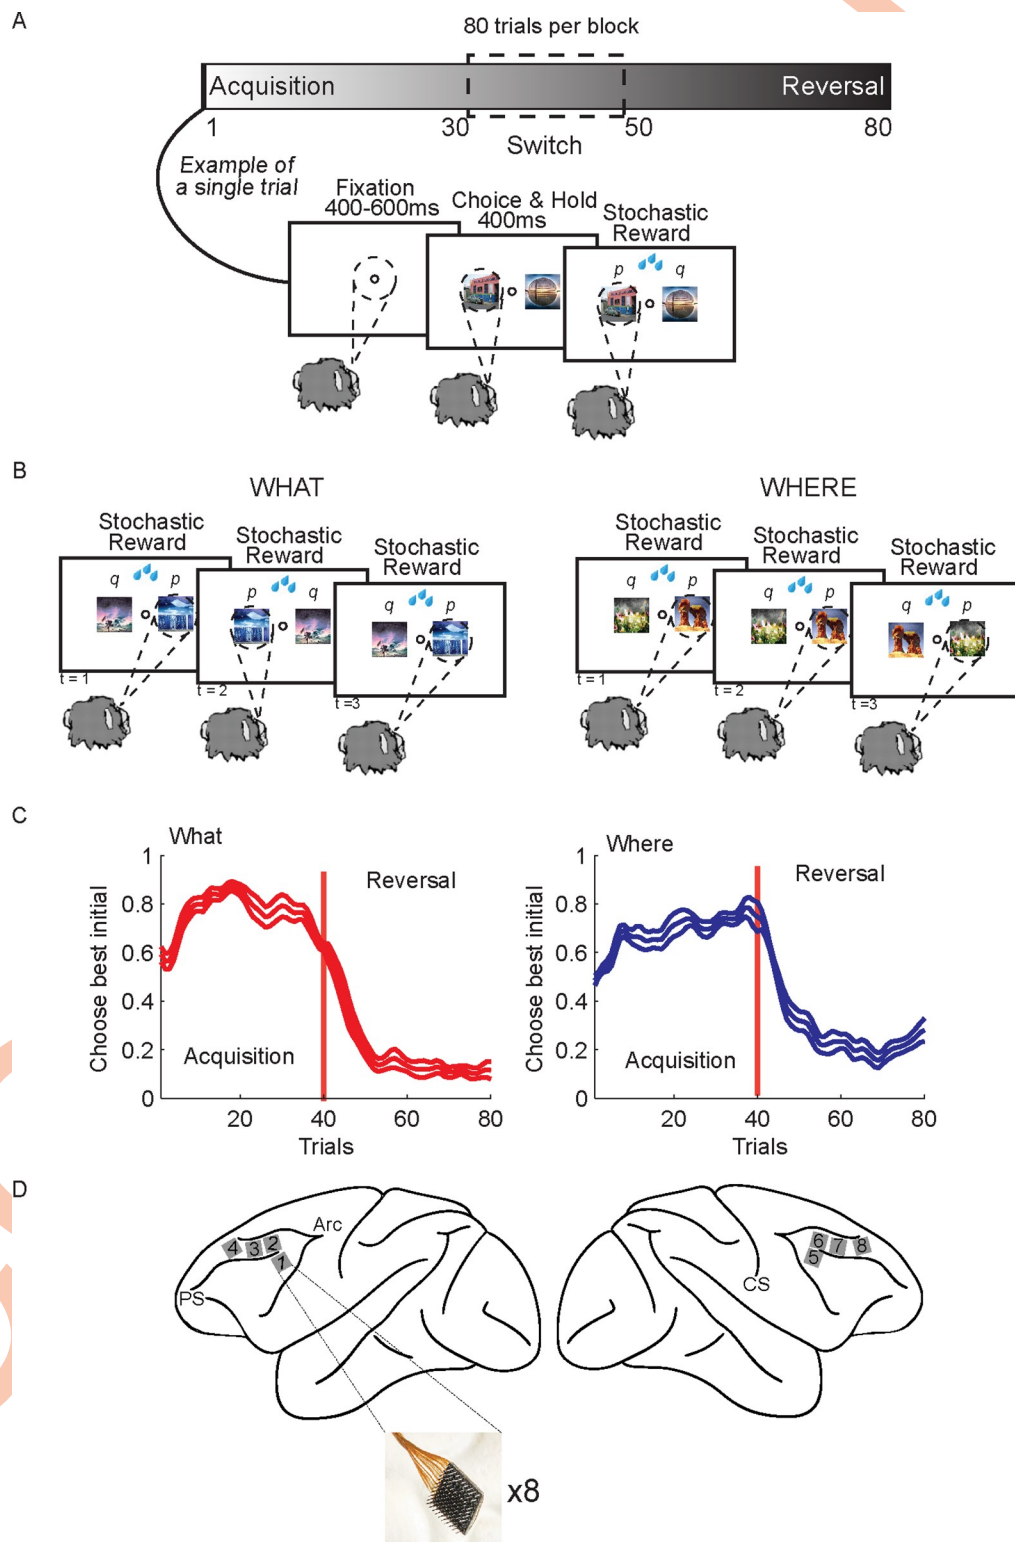 A
80 trials per block
Acquisition
Reversal
1
30
50
80
Switch
Example of
a single trial
Fixation
400-600ms
Choice & Hold
400ms
Stochastic
Reward
p
q
B
WHAT
Stochastic
Reward
q
p
t = 1
Stochastic
Reward
p
q
t = 2
Stochastic
Reward
q
p
t =3
WHERE
Stochastic
Reward
q
p
t = 1
Stochastic
Reward
q
p
t = 2
Stochastic
Reward
q
p
t =3
C
What
Choose best initial
1
0.8
0.6
0.4
0.2
0
Reversal
Acquisition
20
40
60
80
Trials
Where
Choose best initial
1
0.8
0.6
0.4
0.2
0
Reversal
Acquisition
20
40
60
80
Trials
D
Arc
4
3
2
1
PS
6
7
8
5
CS
x8